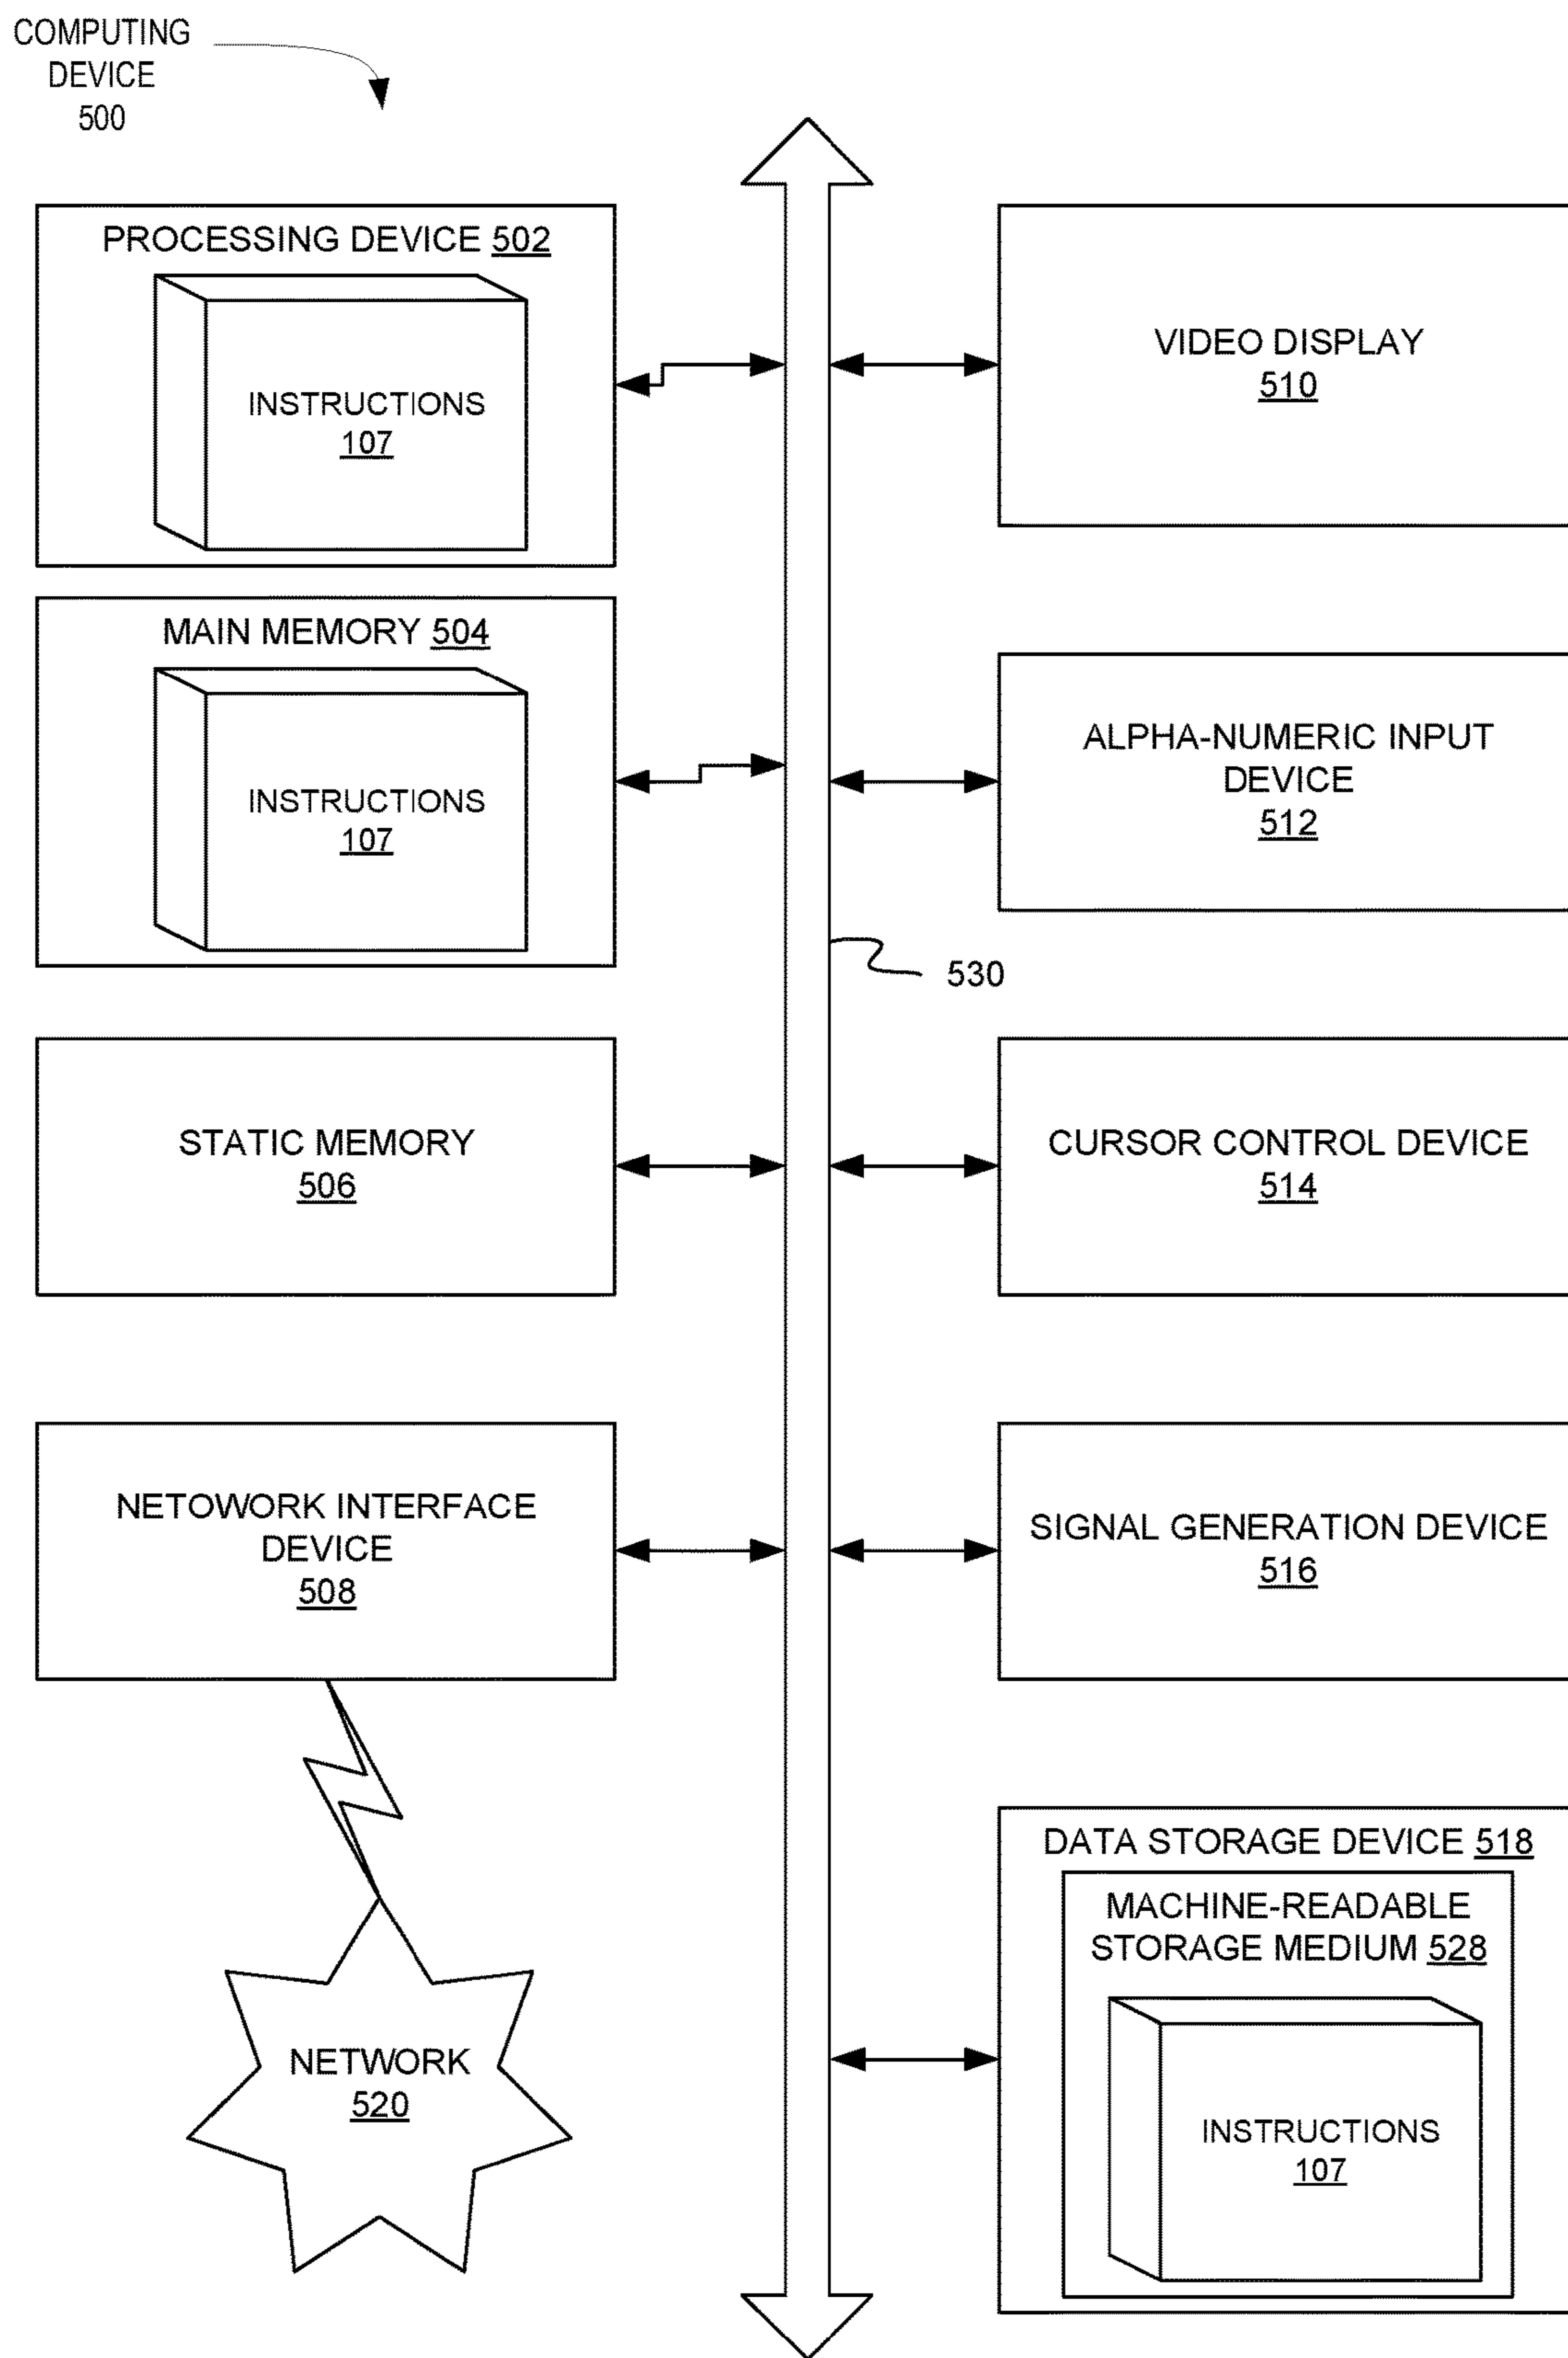 COMPUTING
DEVICE
500
PROCESSING DEVICE 502
INSTRUCTIONS
107
MAIN MEMORY 504
INSTRUCTIONS
107
STATIC MEMORY
506
NETOWORK INTERFACE
DEVICE
508
NETWORK
520
530
VIDEO DISPLAY
510
ALPHA-NUMERIC INPUT
DEVICE
512
CURSOR CONTROL DEVICE
514
SIGNAL GENERATION DEVICE
516
DATA STORAGE DEVICE 518
MACHINE-READABLE
STORAGE MEDIUM 528
INSTRUCTIONS
107